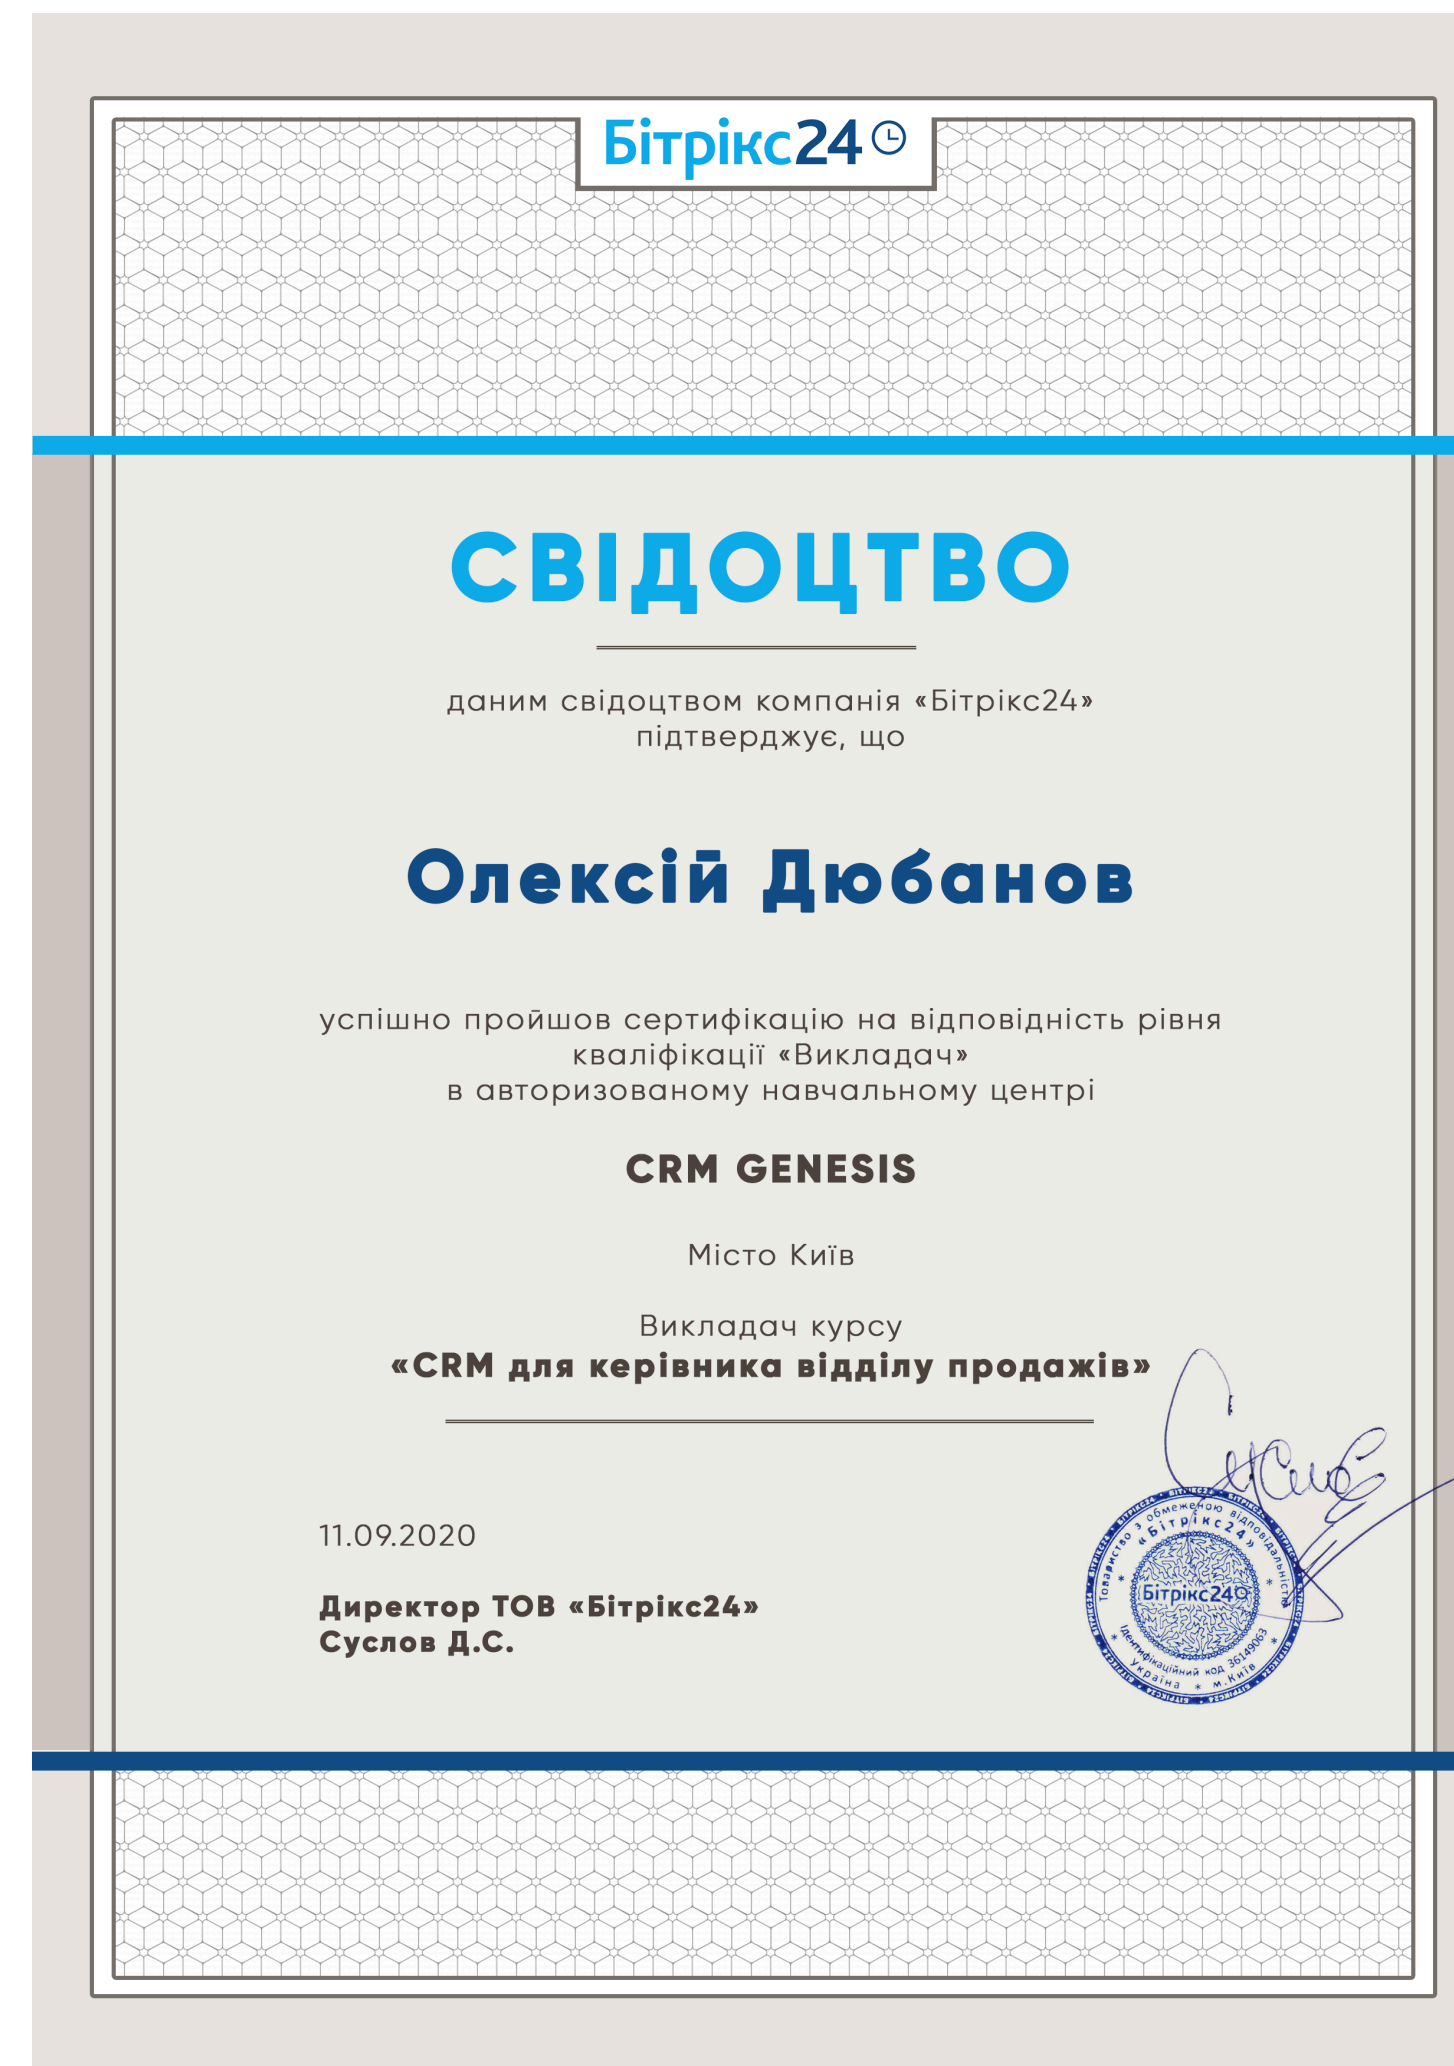 Бітрікс24
СВІДОЦТВО
даним свідоцтвом компанія «Бітрікс24»
підтверджує, що
Олексій Дюбанов
успішно пройшов сертифікацію на відповідність рівня
кваліфікації «Викладач»
в авторизованому навчальному центрі
CRM GENESIS
Місто Київ
Викладач курсу
«CRM для керівника відділу продажів»
11.09.2020
Директор ТОВ «Бітрікс24»
Суслов Д.С.
Товариство з обмеженою відповідальністю
«Бітрікс24»
Бітрікс24
Ідентифікаційний код 36149063
Україна * м.Київ